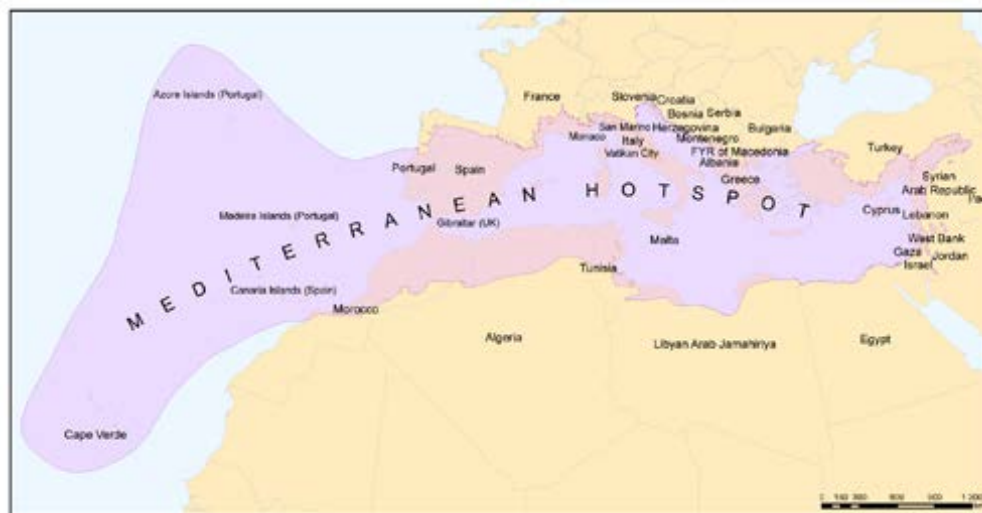 Azore Islands (Portugal)
France
Slovenia
Croatia
Bosnia
Serbia
San Marino
Herzegovina
Bulgaria
Monaco
Italy
Montenegro
Turkey
Vatikan City
FYR of Macedonia
Albania
Portugal
Spain
Greece
Syrian
Arab Republic
MEDITERRANEAN HOTSPOT
Madeira Islands (Portugal)
Gibraltar (UK)
Cyprus
Lebanon
Malta
West Bank
Gaza
Jordan
Israel
Tunisia
Canaria Islands (Spain)
Morocco
Algeria
Libyan Arab Jamahiriya
Egypt
Cape Verde